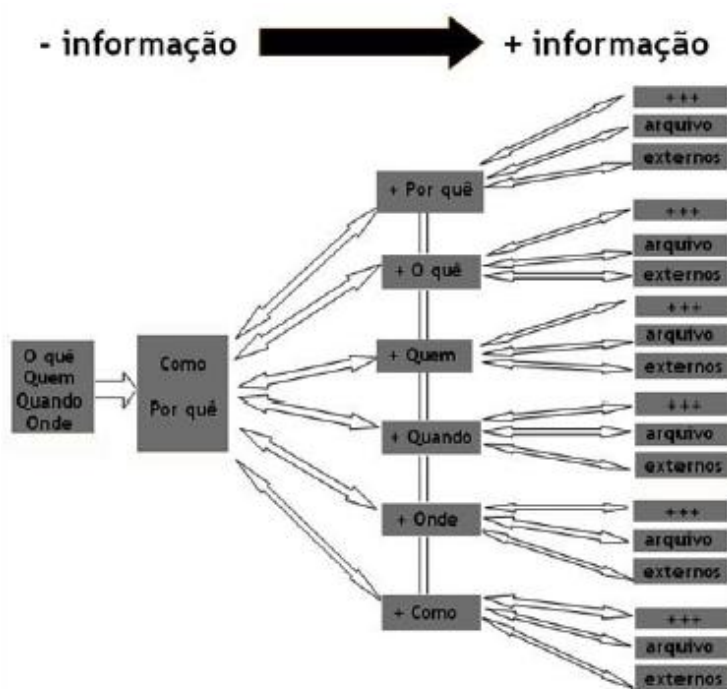 - informação
+ informação
O quê
Quem
Quando
Onde
Como
Por quê
+ Por quê
+++
arquivo
externos
+ O quê
+++
arquivo
externos
+ Quem
+++
arquivo
externos
+ Quando
+++
arquivo
externos
+ Onde
+++
arquivo
externos
+ Como
+++
arquivo
externos